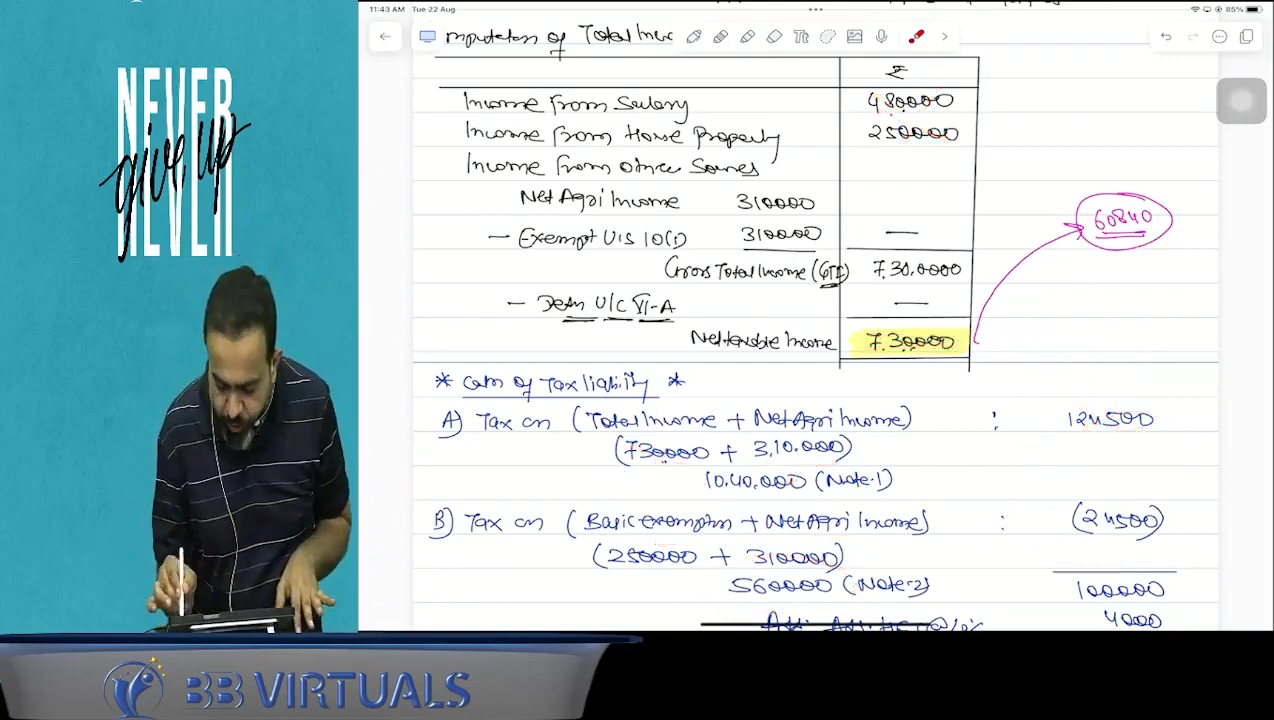 11:43 AM Tue 22 Aug
85%
NEVER
give up
NEVER
Computation of Total Inco
₹
Income From Salary 480000
Income From House Property 250000
Income From Other Sources
Net Agri Income 310000
60840
- Exempt U/S 10(1) 310000 —
Gross Total Income (GTI) 7,30,0000
- Dedn U/C VI-A —
Net taxable Income 7,30000
* Calcn of Tax liability *
A) Tax on (Total Income + Net Agri Income) : 124500
(730000 + 3,10,000)
10,40,000 (Note-1)
B) Tax on (Basic exemption + Net Agri Income) : (24500)
(250000 + 310000)
560000 (Note-2) 100000
4000
BB VIRTUALS